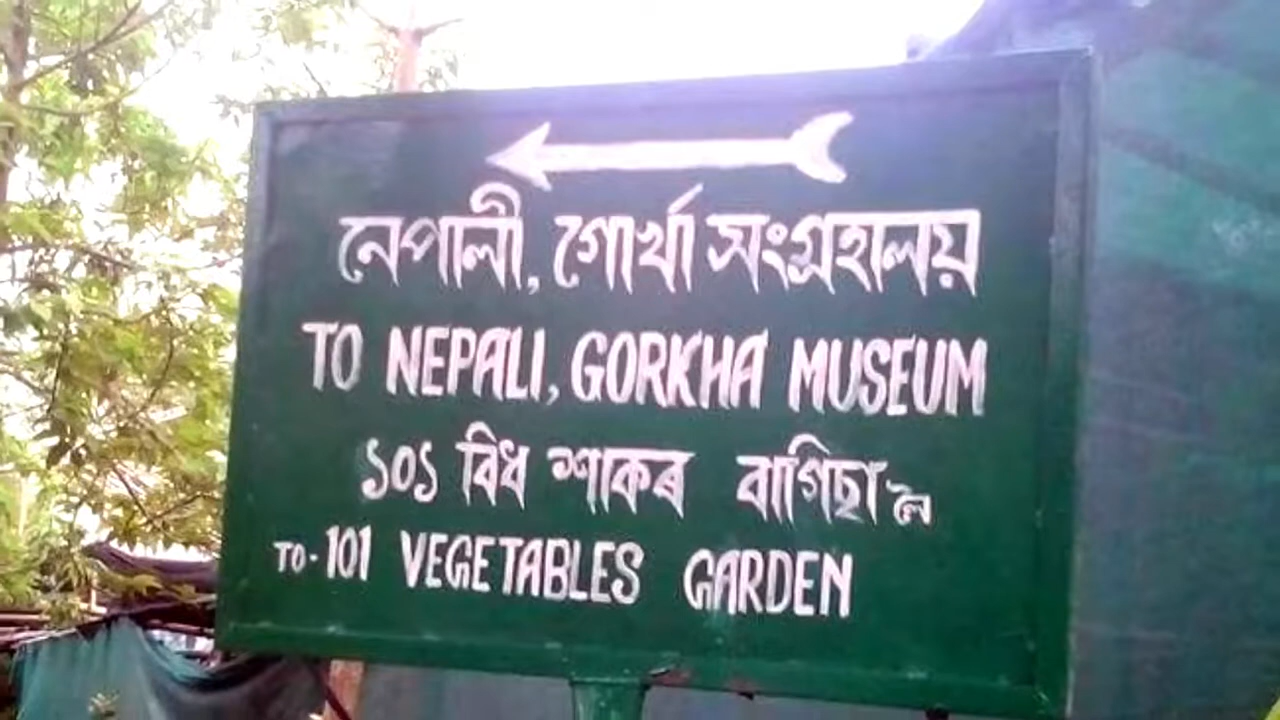 নেপালী, গোৰ্খা সংগ্ৰহালয়
TO NEPALI, GORKHA MUSEUM
১০১ বিধ শাকৰ বাগিছা-লৈ
TO-101 VEGETABLES GARDEN